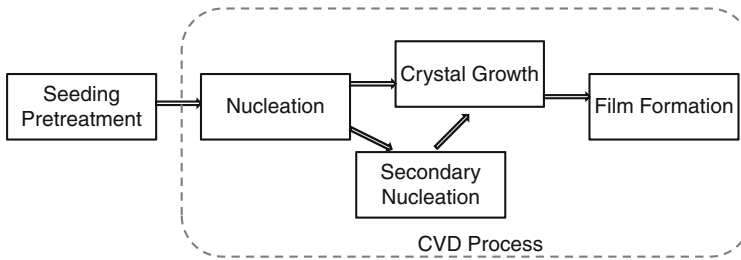 Seeding
Pretreatment
Nucleation
Crystal Growth
Secondary
Nucleation
Film Formation
CVD Process